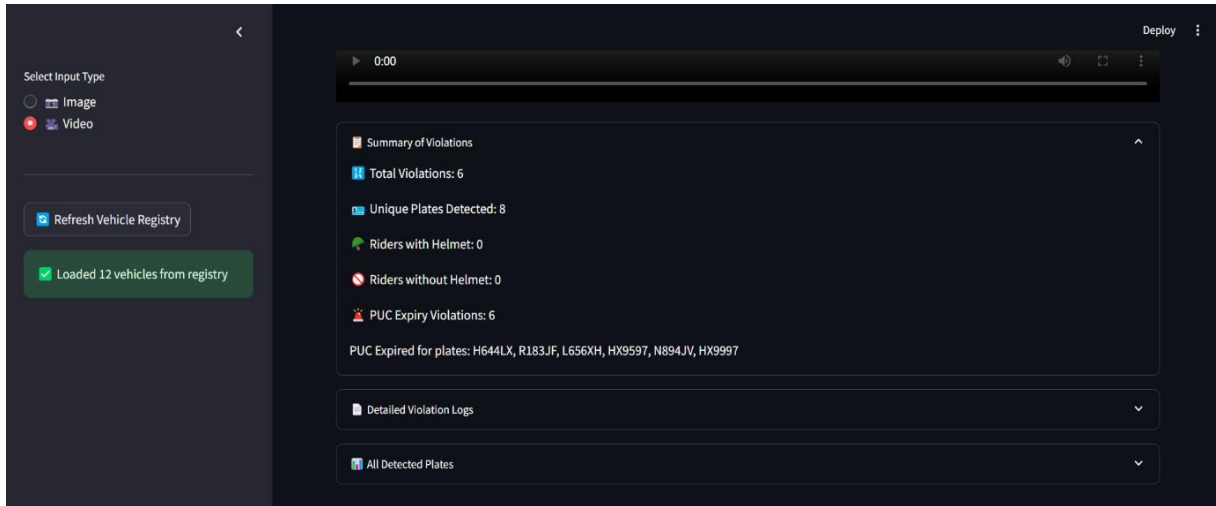 Deploy
Select Input Type
Image
Video
Refresh Vehicle Registry
Loaded 12 vehicles from registry
0:00
Summary of Violations
Total Violations: 6
Unique Plates Detected: 8
Riders with Helmet: 0
Riders without Helmet: 0
PUC Expiry Violations: 6
PUC Expired for plates: H644LX, R183JF, L656XH, HX9597, N894JV, HX9997
Detailed Violation Logs
All Detected Plates